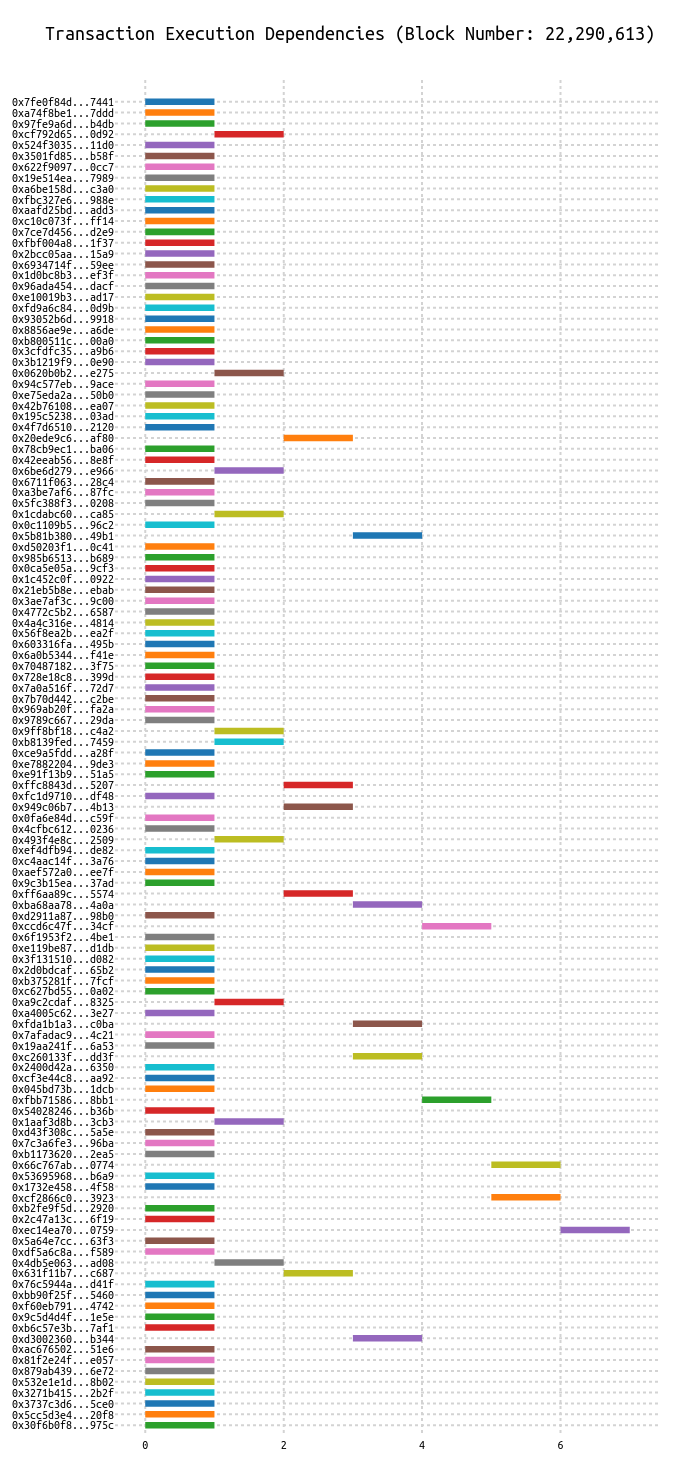 Transaction Execution Dependencies (Block Number: 22,290,613)
0x7fe0f84d...7441
0xa74f8be1...7ddd
0x97fe9a6d...b4db
0xcf792d65...0d92
0x524f3035...11d0
0x3501fd85...b58f
0x622f9097...0cc7
0x19e514ea...7989
0xa6be158d...c3a0
0xfbc327e6...988e
0xaafd25bd...add3
0xc10c073f...ff14
0x7ce7d456...d2e9
0xfbf004a8...1f37
0x2bcc05aa...15a9
0x6934714f...59ee
0x1d0bc8b3...ef3f
0x96ada454...dacf
0xe10019b3...ad17
0xfd9a6c84...0d9b
0x93052b6d...9918
0x8856ae9e...a6de
0xb800511c...00a0
0x3cfdfc35...a9b6
0x3b1219f9...0e90
0x0620b0b2...e275
0x94c577eb...9ace
0xe75eda2a...50b0
0x42b76108...ea07
0x195c5238...03ad
0x4f7d6510...2120
0x20ede9c6...af80
0x78cb9ec1...ba06
0x42eeab56...8e8f
0x6be6d279...e966
0x6711f063...28c4
0xa3be7af6...87fc
0x5fc388f3...0208
0x1cdabc60...ca85
0x0c1109b5...96c2
0x5b81b380...49b1
0xd50203f1...0c41
0x985b6513...b689
0x0ca5e05a...9cf3
0x1c452c0f...0922
0x21eb5b8e...ebab
0x3ae7af3c...9c00
0x4772c5b2...6587
0x4a4c316e...4814
0x56f8ea2b...ea2f
0x603316fa...495b
0x6a0b5344...f41e
0x70487182...3f75
0x728e18c8...399d
0x7a0a516f...72d7
0x7b70d442...c2be
0x969ab20f...fa2a
0x9789c667...29da
0x9ff8bf18...c4a2
0xb8139fed...7459
0xce9a5fdd...a28f
0xe7882204...9de3
0xe91f13b9...51a5
0xffc8843d...5207
0xfc1d9710...df48
0x949c06b7...4b13
0x0fa6e84d...c59f
0x4cfbc612...0236
0x493f4e8c...2509
0xef4dfb94...de82
0xc4aac14f...3a76
0xaef572a0...ee7f
0x9c3b15ea...37ad
0xff6aa89c...5574
0xba68aa78...4a0a
0xd2911a87...98b0
0xccd6c47f...34cf
0x6f1953f2...4be1
0xe119be87...d1db
0x3f131510...d082
0x2d0bdcaf...65b2
0xb375281f...7fcf
0xc627bd55...0a02
0xa9c2cdaf...8325
0xa4005c62...3e27
0xfda1b1a3...c0ba
0x7afadac9...4c21
0x19aa241f...6a53
0xc260133f...dd3f
0x2400d42a...6350
0xcf3e44c8...aa92
0x045bd73b...1dcb
0xfbb71586...8bb1
0x54028246...b36b
0x1aaf3d8b...3cb3
0xd43f308c...5a5e
0x7c3a6fe3...96ba
0xb1173620...2ea5
0x66c767ab...0774
0x53695968...b6a9
0x1732e458...4f58
0xcf2866c0...3923
0xb2fe9f5d...2920
0x2c47a13c...6f19
0xec14ea70...0759
0x5a64e7cc...63f3
0xdf5a6c8a...f589
0x4db5e063...ad08
0x631f11b7...c687
0x76c5944a...d41f
0xbb90f25f...5460
0xf60eb791...4742
0x9c5d4d4f...1e5e
0xb6c57e3b...7af1
0xd3002360...b344
0xac676502...51e6
0x81f2e24f...e057
0x879ab439...6e72
0x532e1e1d...8b02
0x3271b415...2b2f
0x3737c3d6...5ce0
0x5cc5d3e4...20f8
0x30f6b0f8...975c
0 2 4 6